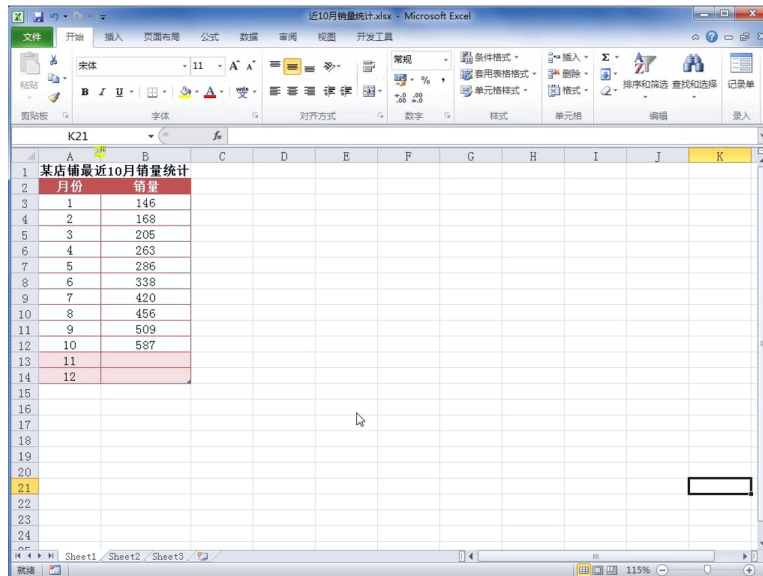 近10月销量统计.xlsx - Microsoft Excel
文件 开始 插入 页面布局 公式 数据 审阅 视图 开发工具
宋体 11 A A 常规 条件格式 插入 Σ
粘贴 B I U A 套用表格格式 删除 排序和筛选 查找和选择 记录单
% , 单元格样式 格式
剪贴板 字体 对齐方式 数字 样式 单元格 编辑 录入
K21 fx
A B C D E F G H I J K
1 某店铺最近10月销量统计
2 月份 销量
3 1 146
4 2 168
5 3 205
6 4 263
7 5 286
8 6 338
9 7 420
10 8 456
11 9 509
12 10 587
13 11
14 12
15
16
17
18
19
20
21
22
23
24
Sheet1 Sheet2 Sheet3
就绪 115%